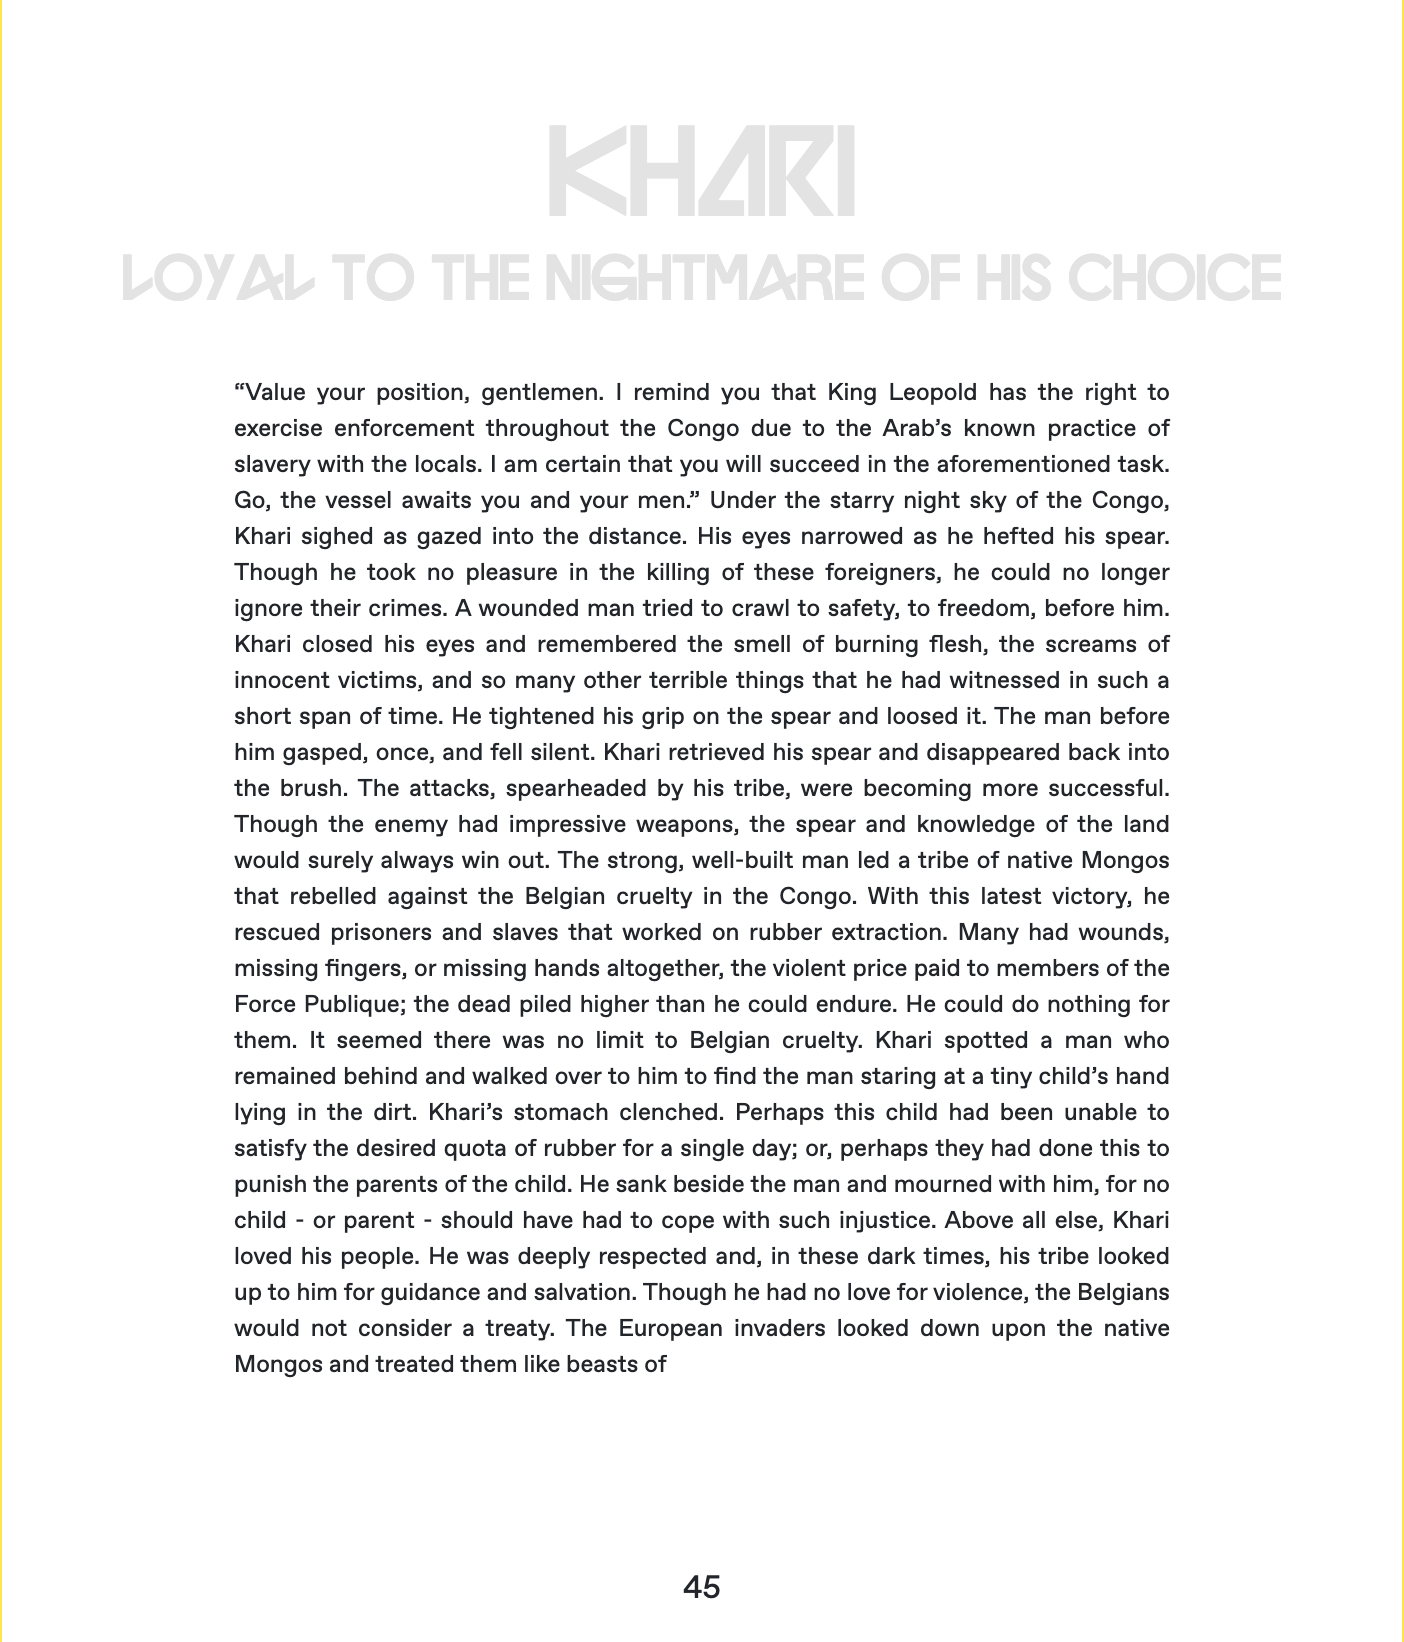 KHARI
LOYAL TO THE NIGHTMARE OF HIS CHOICE
“Value your position, gentlemen. I remind you that King Leopold has the right to
exercise enforcement throughout the Congo due to the Arab’s known practice of
slavery with the locals. I am certain that you will succeed in the aforementioned task.
Go, the vessel awaits you and your men.” Under the starry night sky of the Congo,
Khari sighed as gazed into the distance. His eyes narrowed as he hefted his spear.
Though he took no pleasure in the killing of these foreigners, he could no longer
ignore their crimes. A wounded man tried to crawl to safety, to freedom, before him.
Khari closed his eyes and remembered the smell of burning flesh, the screams of
innocent victims, and so many other terrible things that he had witnessed in such a
short span of time. He tightened his grip on the spear and loosed it. The man before
him gasped, once, and fell silent. Khari retrieved his spear and disappeared back into
the brush. The attacks, spearheaded by his tribe, were becoming more successful.
Though the enemy had impressive weapons, the spear and knowledge of the land
would surely always win out. The strong, well-built man led a tribe of native Mongos
that rebelled against the Belgian cruelty in the Congo. With this latest victory, he
rescued prisoners and slaves that worked on rubber extraction. Many had wounds,
missing fingers, or missing hands altogether, the violent price paid to members of the
Force Publique; the dead piled higher than he could endure. He could do nothing for
them. It seemed there was no limit to Belgian cruelty. Khari spotted a man who
remained behind and walked over to him to find the man staring at a tiny child’s hand
lying in the dirt. Khari’s stomach clenched. Perhaps this child had been unable to
satisfy the desired quota of rubber for a single day; or, perhaps they had done this to
punish the parents of the child. He sank beside the man and mourned with him, for no
child - or parent - should have had to cope with such injustice. Above all else, Khari
loved his people. He was deeply respected and, in these dark times, his tribe looked
up to him for guidance and salvation. Though he had no love for violence, the Belgians
would not consider a treaty. The European invaders looked down upon the native
Mongos and treated them like beasts of
45